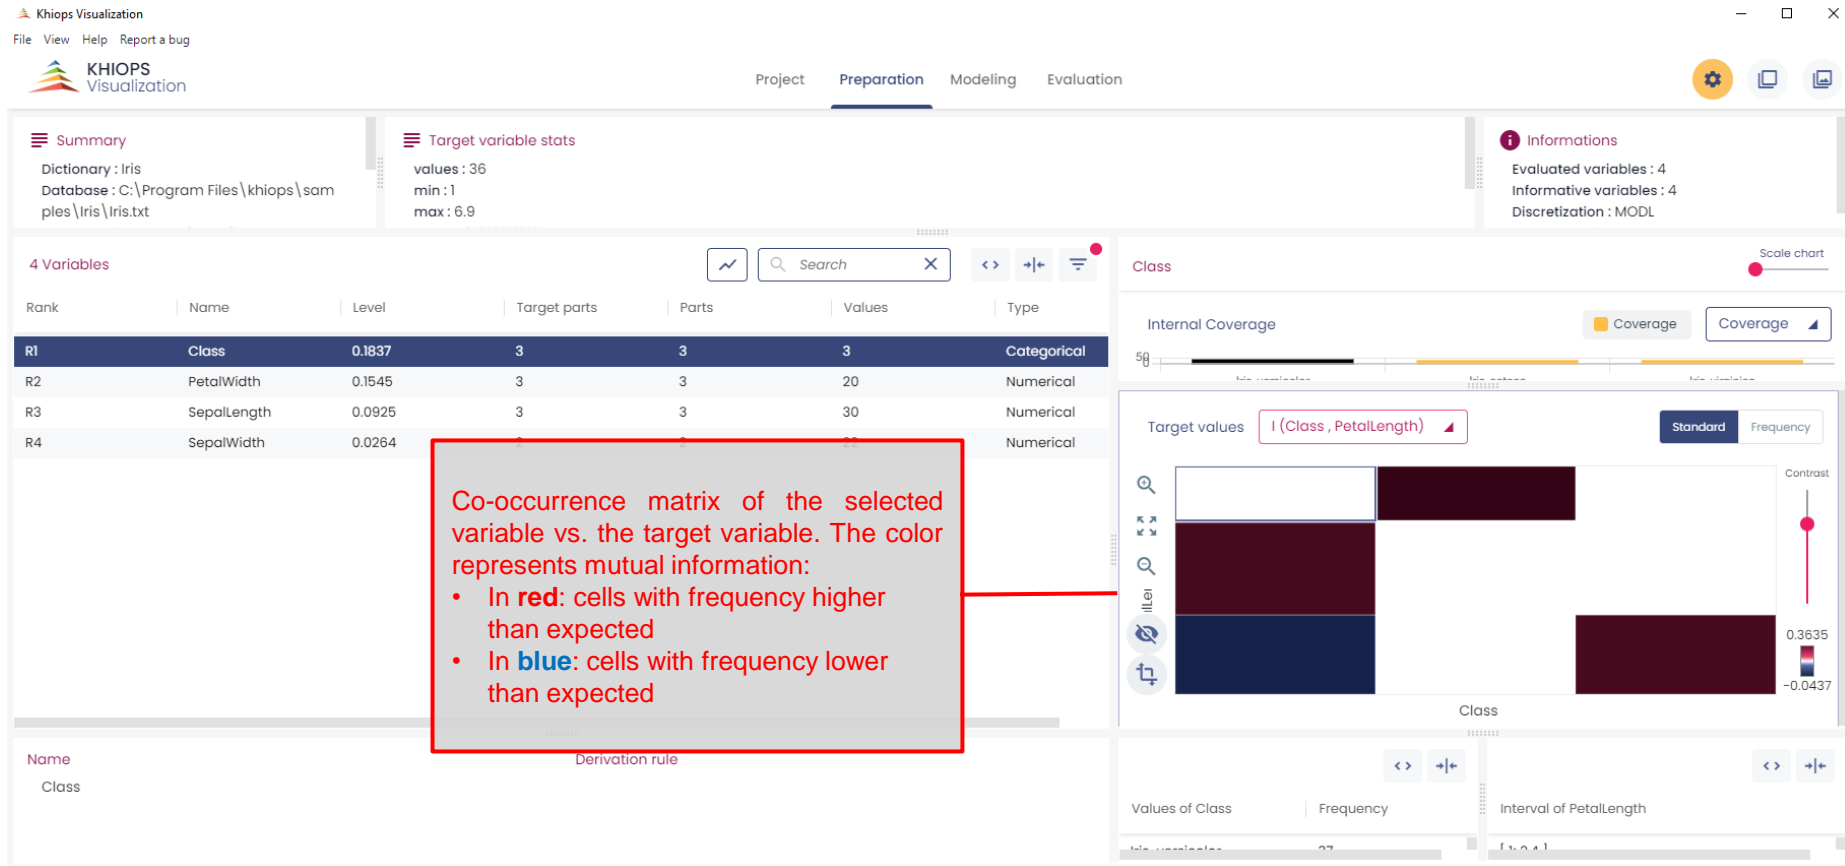 Khiops Visualization
File View Help Report a bug
KHIOPS
Visualization
Project Preparation Modeling Evaluation
Summary
Dictionary : Iris
Database : C:\Program Files\khiops\sam
ples\Iris\Iris.txt
Target variable stats
values : 36
min : 1
max : 6.9
Informations
Evaluated variables : 4
Informative variables : 4
Discretization : MODL
4 Variables
Search
Rank Name Level Target parts Parts Values Type
R1 Class 0.1837 3 3 3 Categorical
R2 PetalWidth 0.1545 3 3 20 Numerical
R3 SepalLength 0.0925 3 3 30 Numerical
R4 SepalWidth 0.0264 2 2 22 Numerical
Co-occurrence matrix of the selected
variable vs. the target variable. The color
represents mutual information:
• In red: cells with frequency higher
than expected
• In blue: cells with frequency lower
than expected
Class
Scale chart
Internal Coverage
Coverage
Coverage
50
0
Target values
I (Class , PetalLength)
Standard Frequency
Contrast
0.3635
-0.0437
Class
Name Derivation rule
Class
Values of Class Frequency
Interval of PetalLength